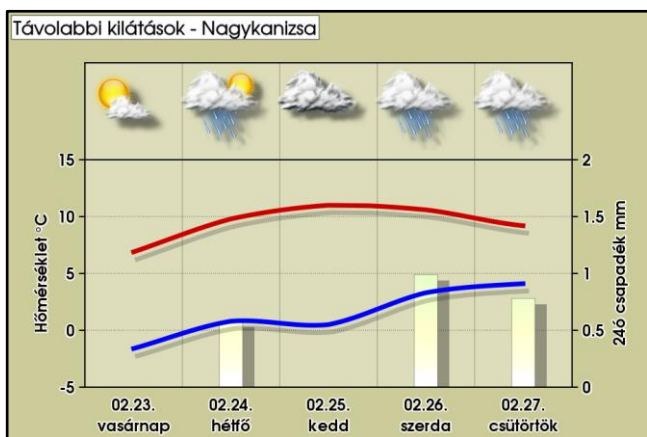 Távolabbi kilátások - Nagykanizsa
15
10
5
0
-5
Hőmérséklet °C
2
1.5
1
0.5
0
24ó csapadék mm
02.23. 02.24. 02.25. 02.26. 02.27.
vasárnap hétfő kedd szerda csütörtök